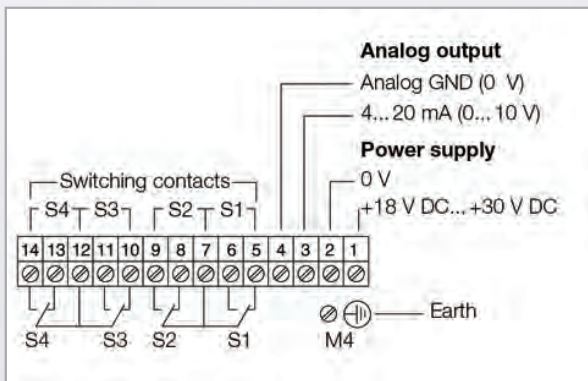 Analog output
Analog GND (0 V)
4... 20 mA (0... 10 V)
Power supply
Switching contacts
0 V
S4 S3 S2 S1
+18 V DC... +30 V DC
14 13 12 11 10 9 8 7 6 5 4 3 2 1
Earth
S4 S3 S2 S1 M4